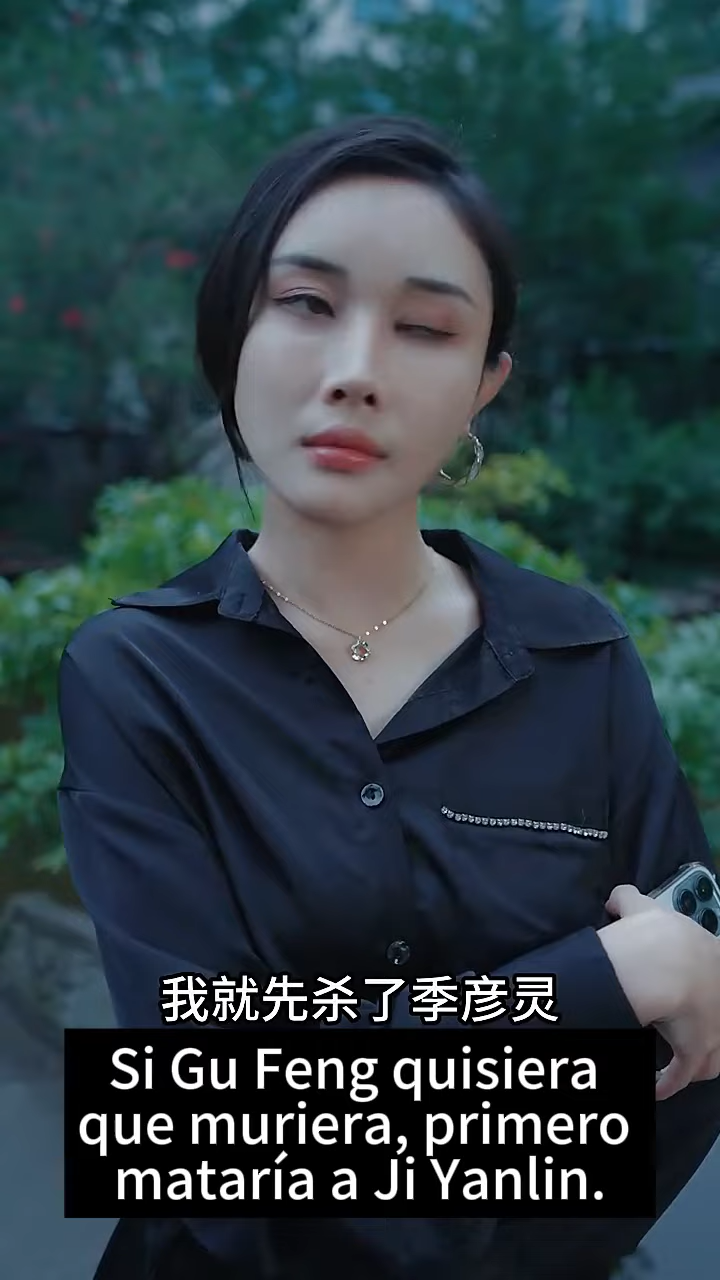 我就先杀了季彦灵
Si Gu Feng quisiera
que muriera, primero
mataría a Ji Yanlin.